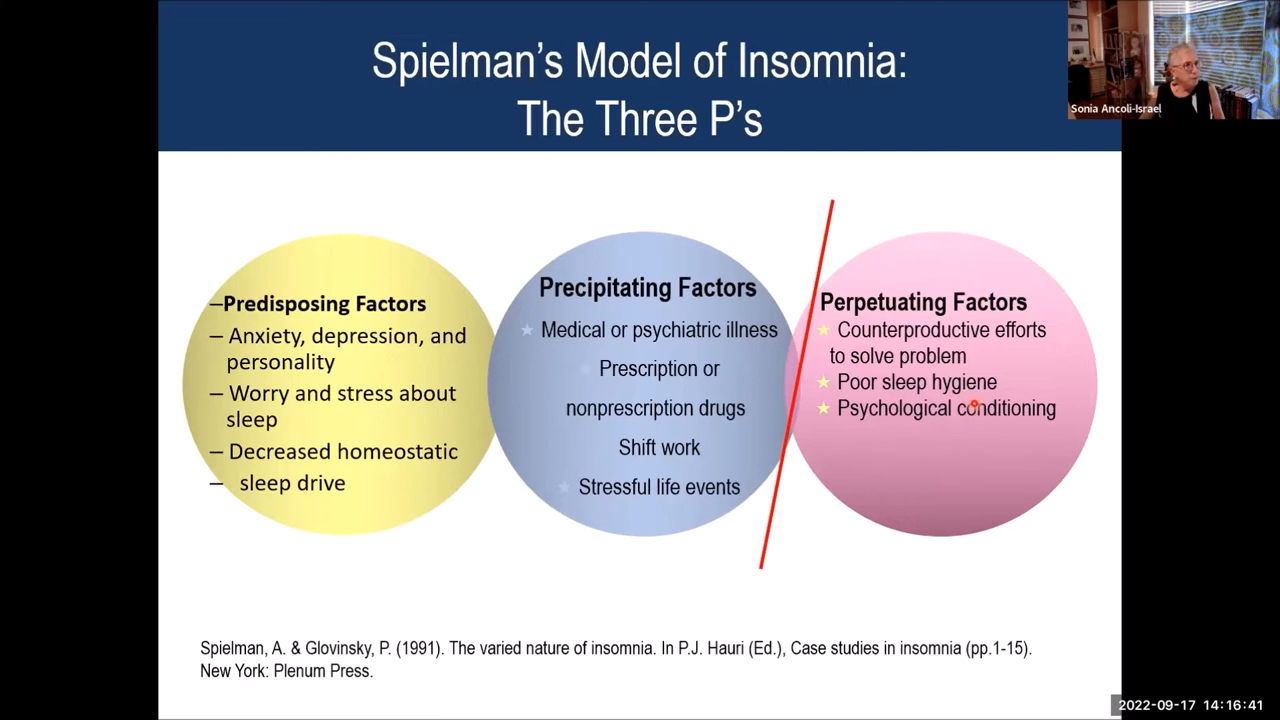 Spielman’s Model of Insomnia:
The Three P’s
Sonia Ancoli-Israel
–Predisposing Factors
– Anxiety, depression, and
personality
– Worry and stress about
sleep
– Decreased homeostatic
– sleep drive
Precipitating Factors
Medical or psychiatric illness
Prescription or
nonprescription drugs
Shift work
Stressful life events
Perpetuating Factors
Counterproductive efforts
to solve problem
Poor sleep hygiene
Psychological conditioning
Spielman, A. & Glovinsky, P. (1991). The varied nature of insomnia. In P.J. Hauri (Ed.), Case studies in insomnia (pp.1-15).
New York: Plenum Press.
2022-09-17 14:16:41